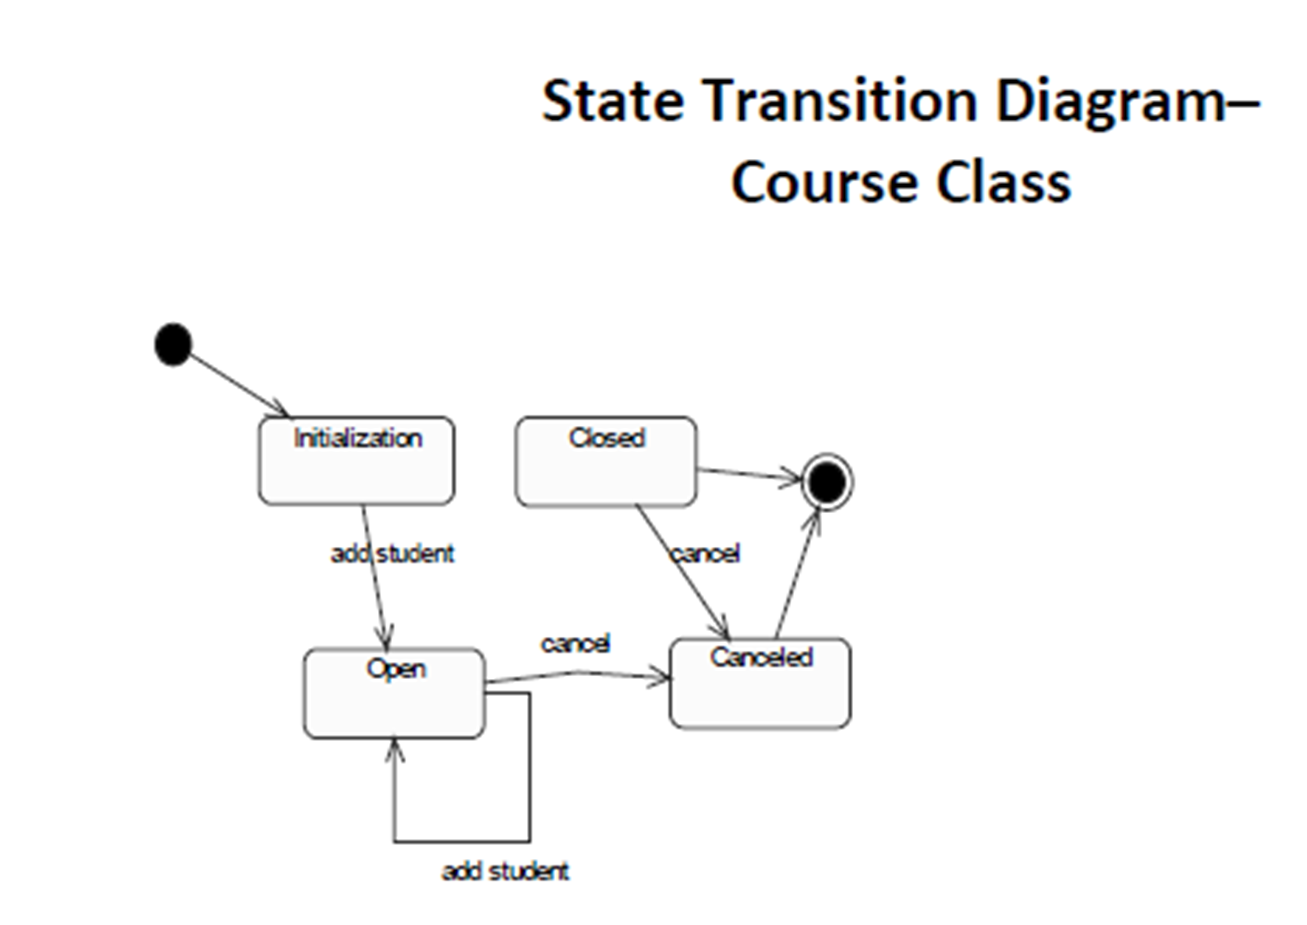 State Transition Diagram–
Course Class
Initialization
Closed
add student
cancel
cancel
Open
Canceled
add student